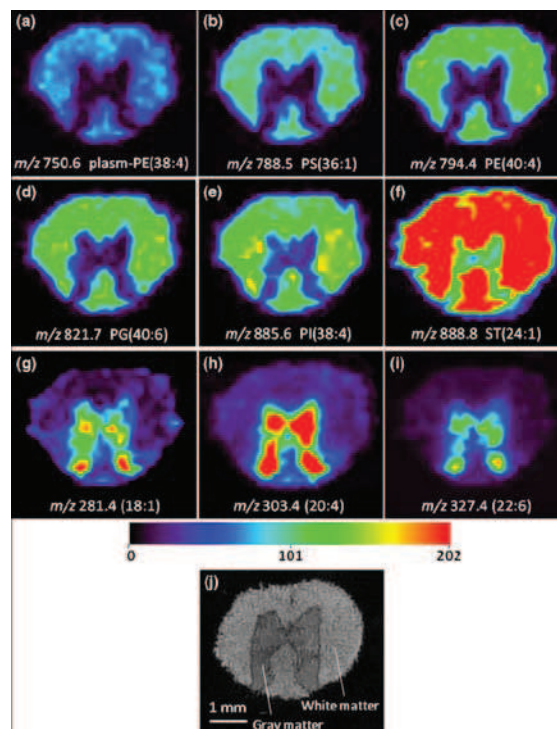 (a)
(b)
(c)
m/z 750.6 plasm-PE(38:4)
m/z 788.5 PS(36:1)
m/z 794.4 PE(40:4)
(d)
(e)
(f)
m/z 821.7 PG(40:6)
m/z 885.6 PI(38:4)
m/z 888.8 ST(24:1)
(g)
(h)
(i)
m/z 281.4 (18:1)
m/z 303.4 (20:4)
m/z 327.4 (22:6)
0
101
202
(j)
White matter
1 mm
Gray matter